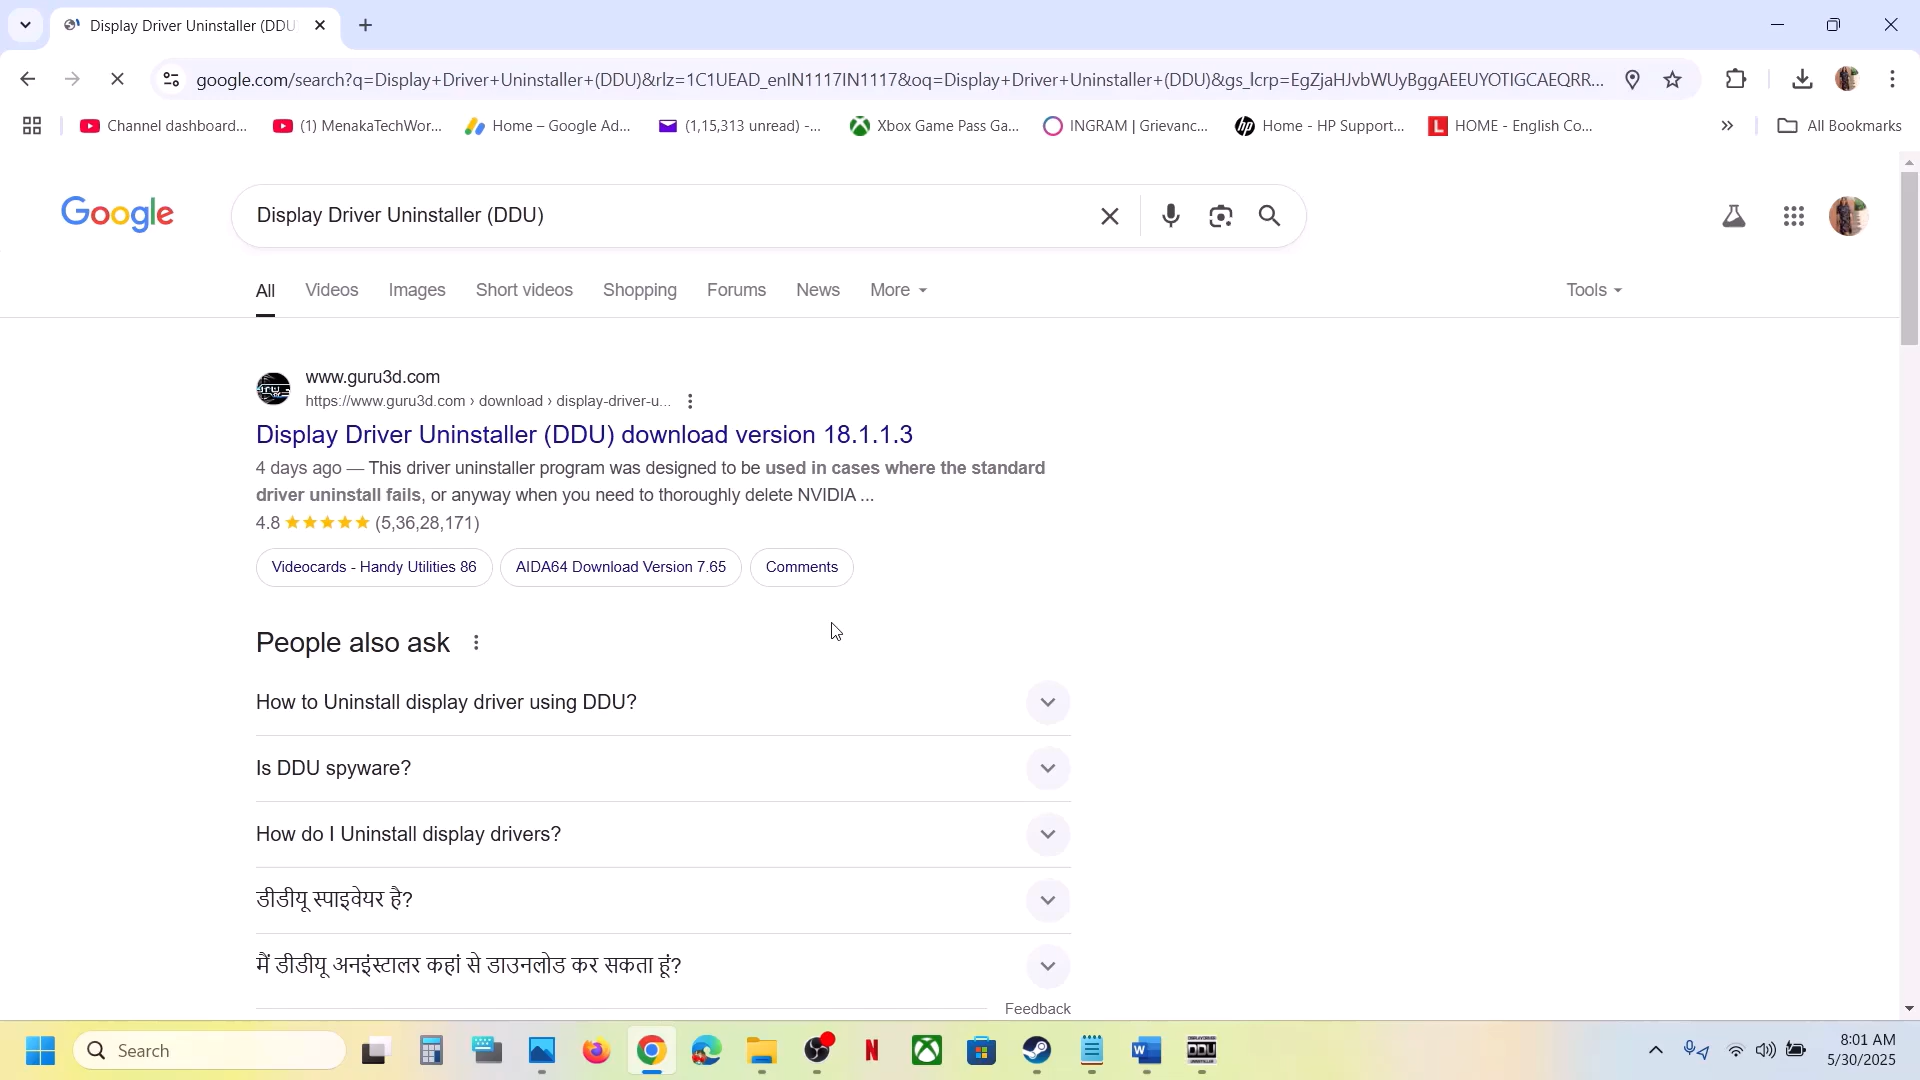 Display Driver Uninstaller (DDU
google.com/search?q=Display+Driver+Uninstaller+(DDU)&rlz=1C1UEAD_enIN1117IN1117&oq=Display+Driver+Uninstaller+(DDU)&gs_lcrp=EgZjaHJvbWUyBggAEEUYOTIGCAEQRR...
Channel dashboard...
(1) MenakaTechWor...
Home – Google Ad...
(1,15,313 unread) -...
Xbox Game Pass Ga...
INGRAM | Grievanc...
Home - HP Support...
HOME - English Co...
All Bookmarks
Google
Display Driver Uninstaller (DDU)
All
Videos
Images
Short videos
Shopping
Forums
News
More
Tools
www.guru3d.com
https://www.guru3d.com › download › display-driver-u...
Display Driver Uninstaller (DDU) download version 18.1.1.3
4 days ago — This driver uninstaller program was designed to be used in cases where the standard
driver uninstall fails, or anyway when you need to thoroughly delete NVIDIA ...
4.8 ★★★★★ (5,36,28,171)
Videocards - Handy Utilities 86
AIDA64 Download Version 7.65
Comments
People also ask
How to Uninstall display driver using DDU?
Is DDU spyware?
How do I Uninstall display drivers?
डीडीयू स्पाइवेयर है?
मैं डीडीयू अनइंस्टालर कहां से डाउनलोड कर सकता हूं?
Feedback
Search
8:01 AM
5/30/2025